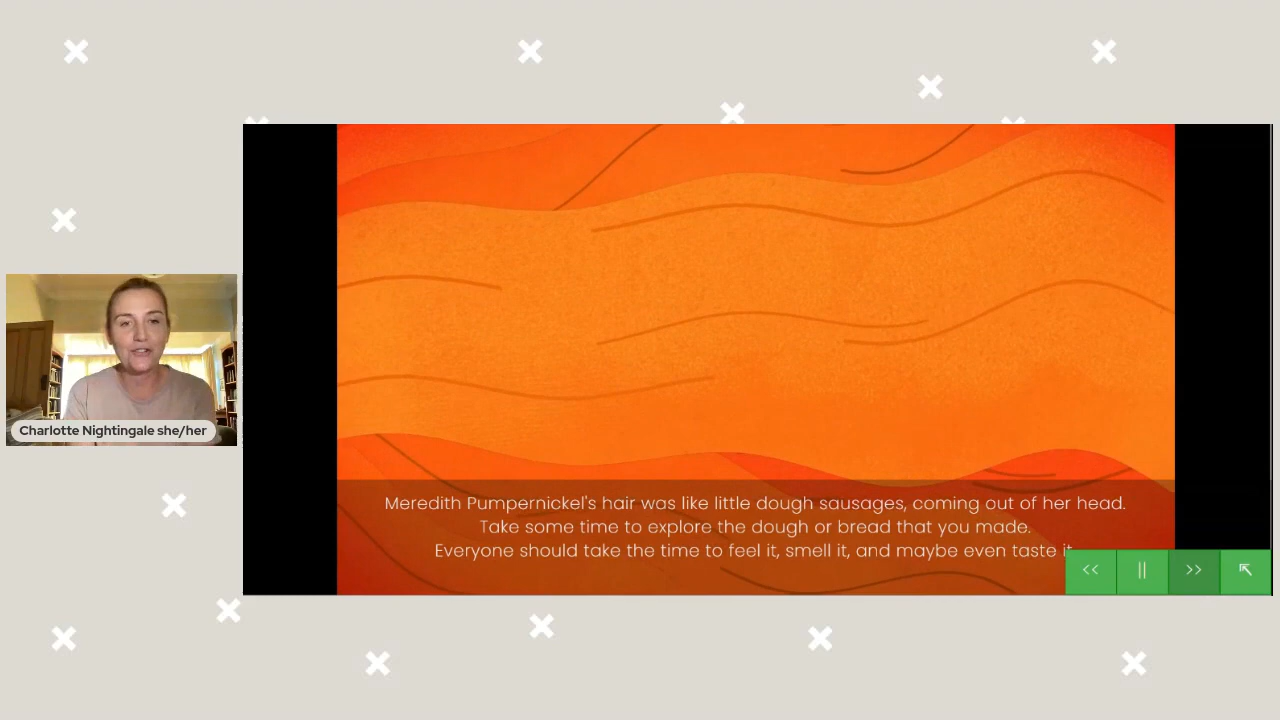 Charlotte Nightingale she/her
Meredith Pumpernickel's hair was like little dough sausages, coming out of her head.
Take some time to explore the dough or bread that you made.
Everyone should take the time to feel it, smell it, and maybe even taste it
<<
||
>>